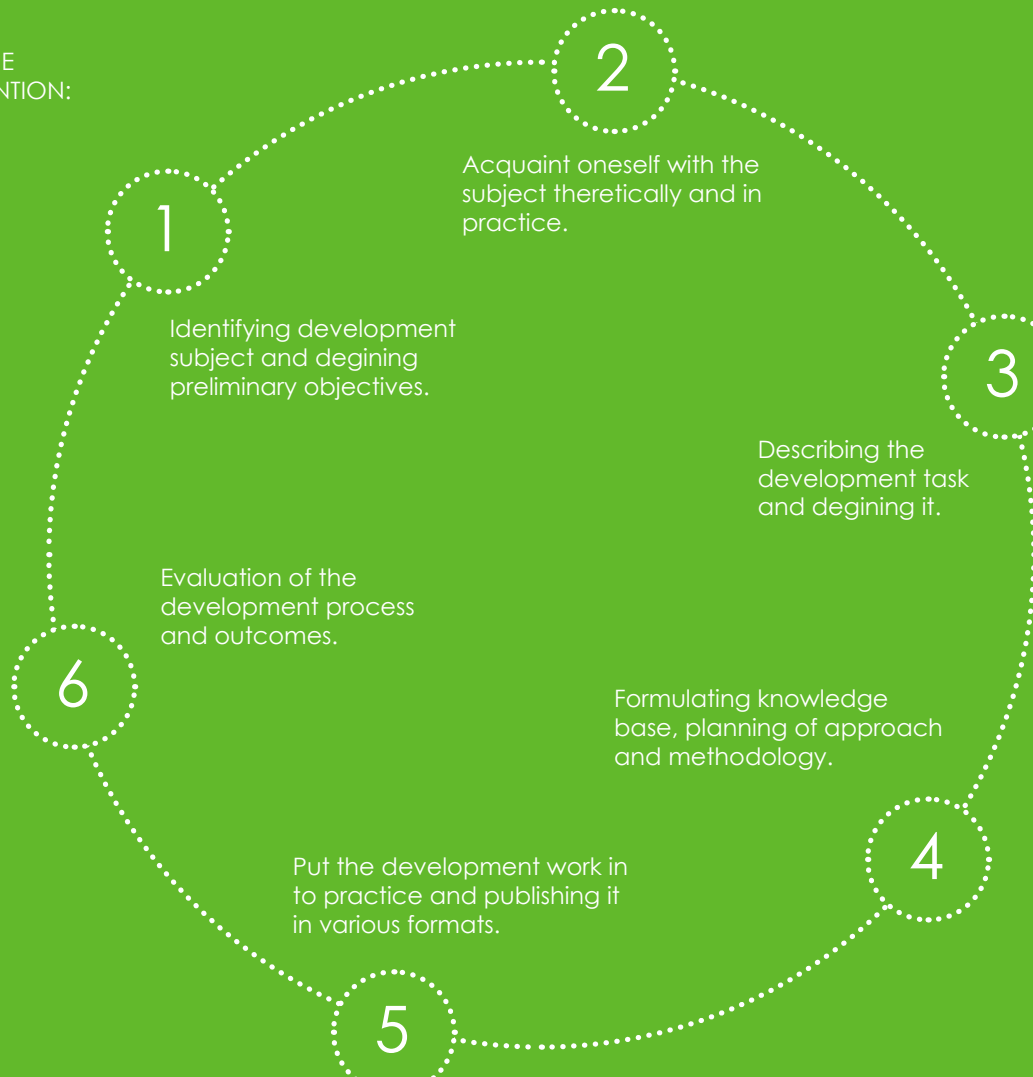 E
NTION:
2
Acquaint oneself with the
subject theretically and in
practice.
1
Identifying development
subject and degining
preliminary objectives.
3
Describing the
development task
and degining it.
Evaluation of the
development process
and outcomes.
6
Formulating knowledge
base, planning of approach
and methodology.
4
Put the development work in
to practice and publishing it
in various formats.
5